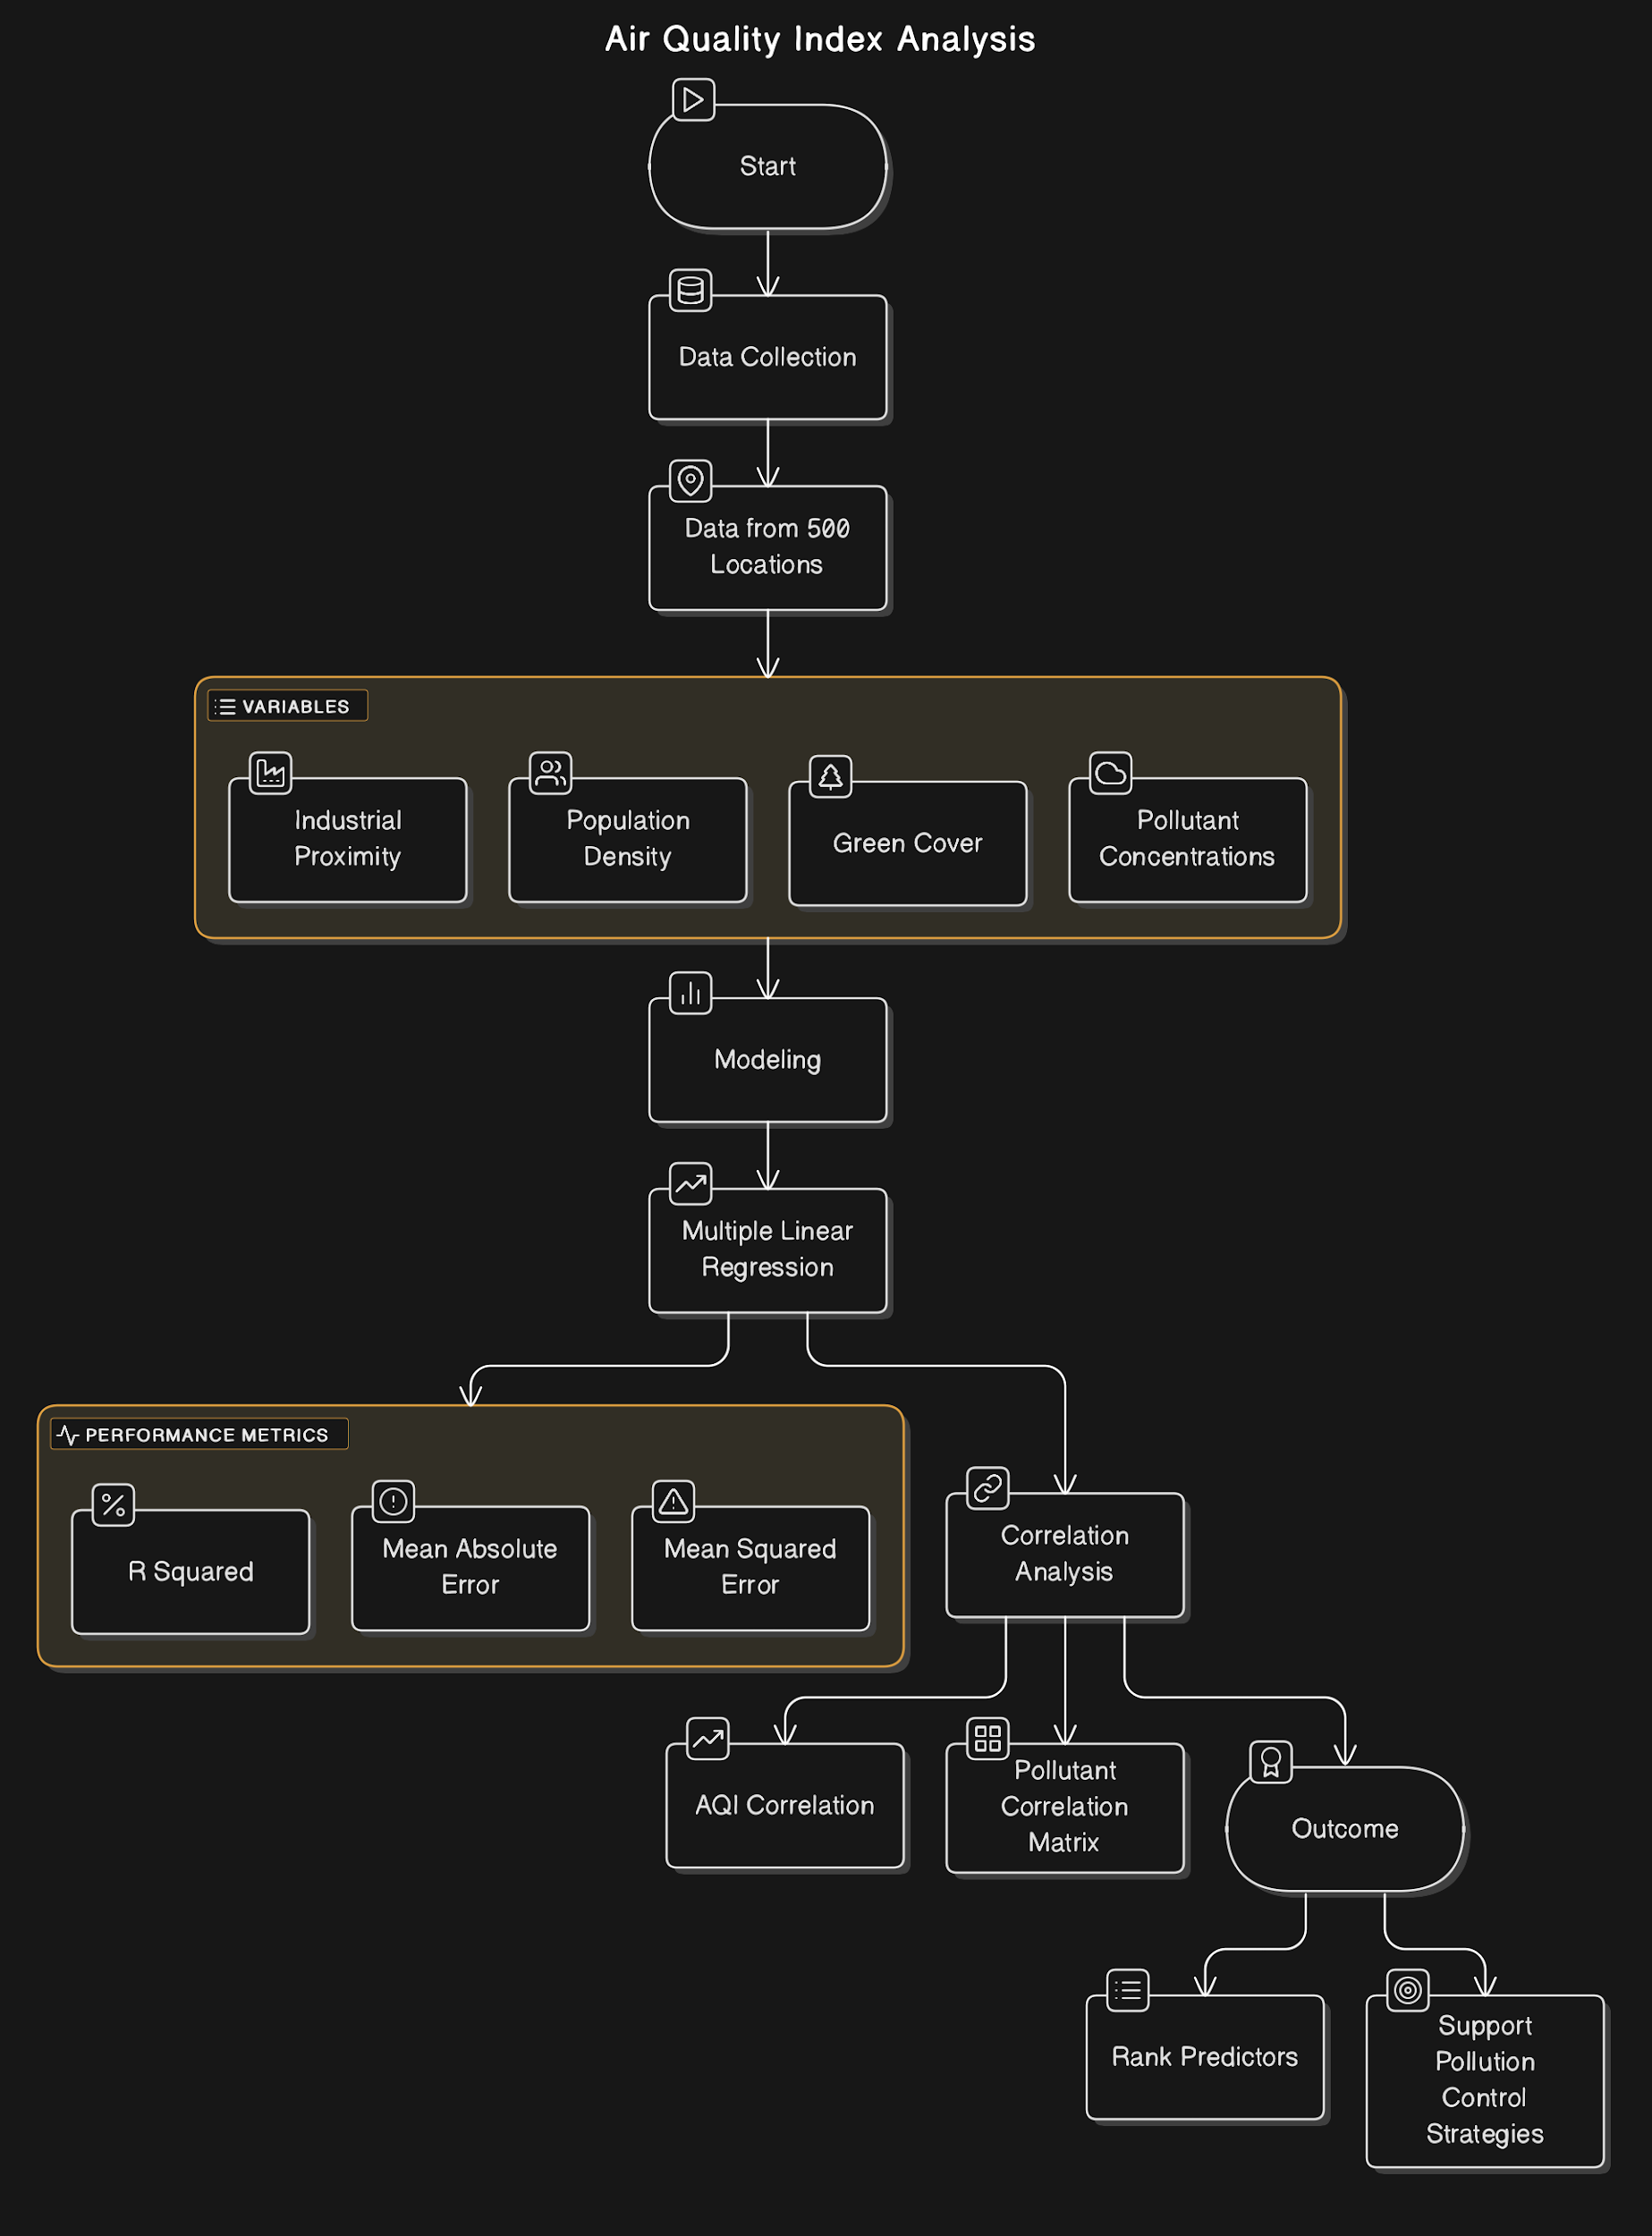 Air Quality Index Analysis
Start
Data Collection
Data from 500
Locations
VARIABLES
Industrial
Proximity
Population
Density
Green Cover
Pollutant
Concentrations
Modeling
Multiple Linear
Regression
PERFORMANCE METRICS
R Squared
Mean Absolute
Error
Mean Squared
Error
Correlation
Analysis
AQI Correlation
Pollutant
Correlation
Matrix
Outcome
Rank Predictors
Support
Pollution
Control
Strategies